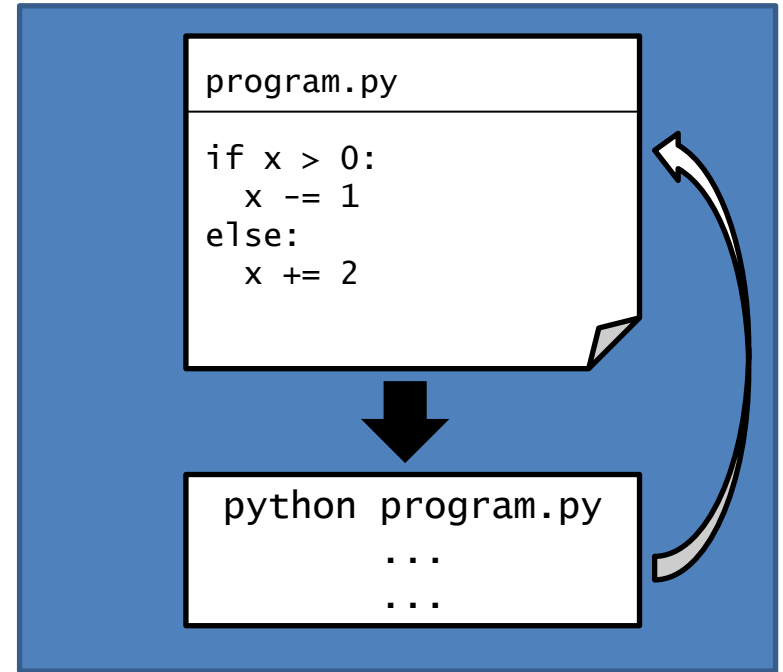 program.py
if x > 0:
  x -= 1
else:
  x += 2
python program.py
...
...